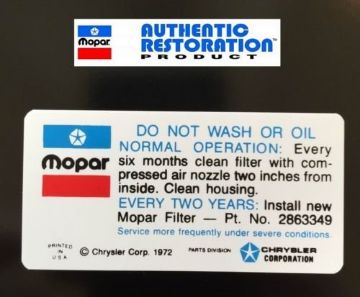 Mopar
AUTHENTIC
RESTORATION™
PRODUCT
Mopar
DO NOT WASH OR OIL
NORMAL OPERATION: Every
six months clean filter with com-
pressed air nozzle two inches from
inside. Clean housing.
EVERY TWO YEARS: Install new
Mopar Filter — Pt. No. 2863349
Service more frequently under severe conditions.
PRINTED IN U.S.A
© Chrysler Corp. 1972
PARTS DIVISION
CHRYSLER
CORPORATION